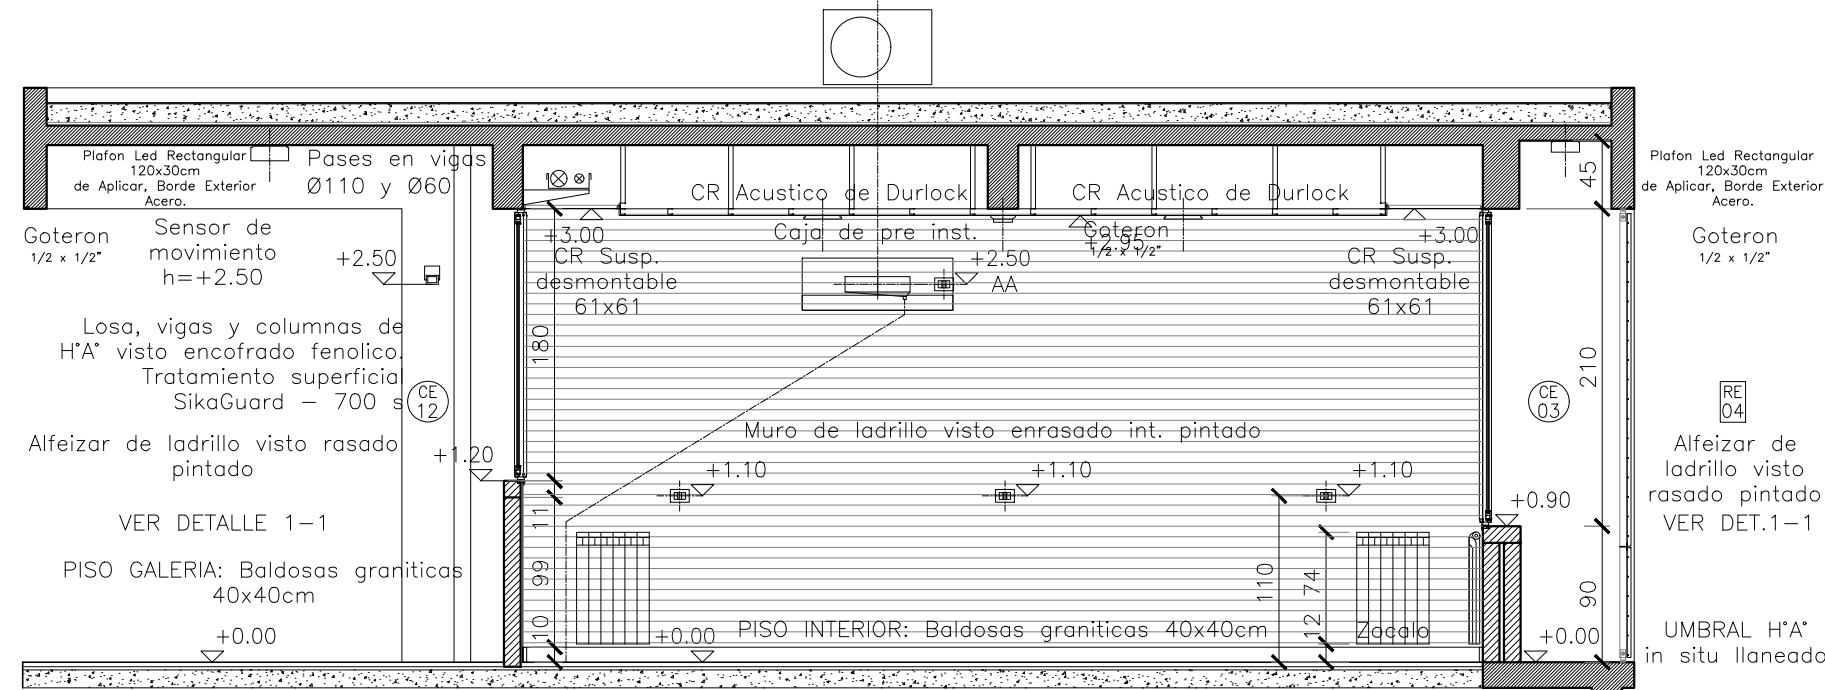 Plafon Led Rectangular
120x30cm
de Aplicar, Borde Exterior
Acero.
Pases en vigas
Ø110 y Ø60
CR Acustico de Durlock
CR Acustico de Durlock
45
Plafon Led Rectangular
120x30cm
de Aplicar, Borde Exterior
Acero.
Goteron
1/2 x 1/2"
Sensor de
movimiento
h=+2.50
+2.50
+3.00
CR Susp.
desmontable
61x61
Caja de pre inst.
+2.50
AA
Goteron
1/2 x 1/2"
+2.95
+3.00
CR Susp.
desmontable
61x61
Goteron
1/2 x 1/2"
180
210
Losa, vigas y columnas de
H°A° visto encofrado fenolico.
Tratamiento superficial
SikaGuard - 700 s
CE
12
CE
03
RE
04
Alfeizar de ladrillo visto rasado
pintado
+1.20
Muro de ladrillo visto enrasado int. pintado
+1.10
+1.10
+1.10
+0.90
Alfeizar de
ladrillo visto
rasado pintado
VER DET.1-1
VER DETALLE 1-1
11
99
10
110
74
12
90
PISO GALERIA: Baldosas graniticas
40x40cm
+0.00
+0.00
PISO INTERIOR: Baldosas graniticas 40x40cm
Zocalo
+0.00
UMBRAL H°A°
in situ llaneado